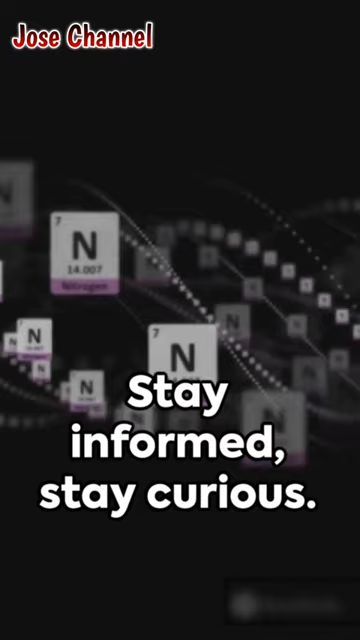 Jose Channel
7
N
14.007
Nitrogen
7
N
N
N
N
N
Stay
informed,
stay curious.